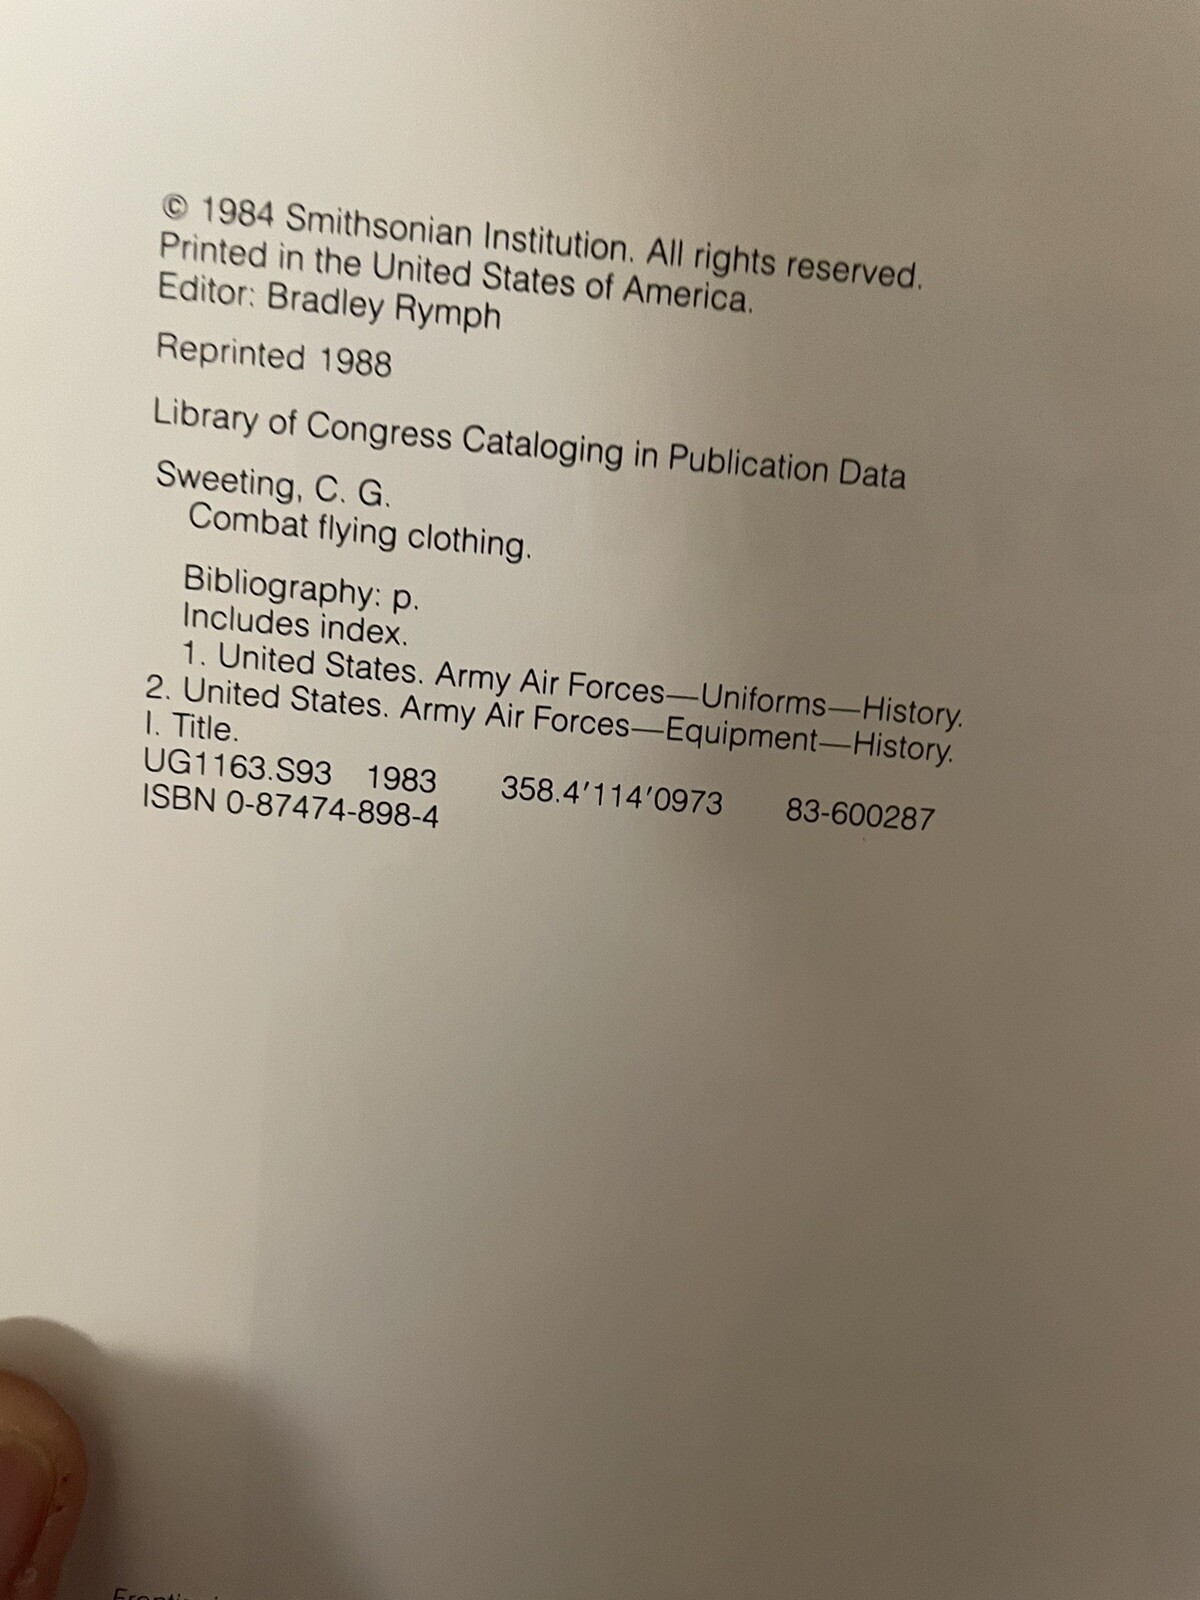 © 1984 Smithsonian Institution. All rights reserved.
Printed in the United States of America.
Editor: Bradley Rymph
Reprinted 1988
Library of Congress Cataloging in Publication Data
Sweeting, C. G.
Combat flying clothing.
Bibliography: p.
Includes index.
1. United States. Army Air Forces—Uniforms—History.
2. United States. Army Air Forces—Equipment—History.
I. Title.
UG1163.S93 1983 358.4′114′0973 83-600287
ISBN 0-87474-898-4